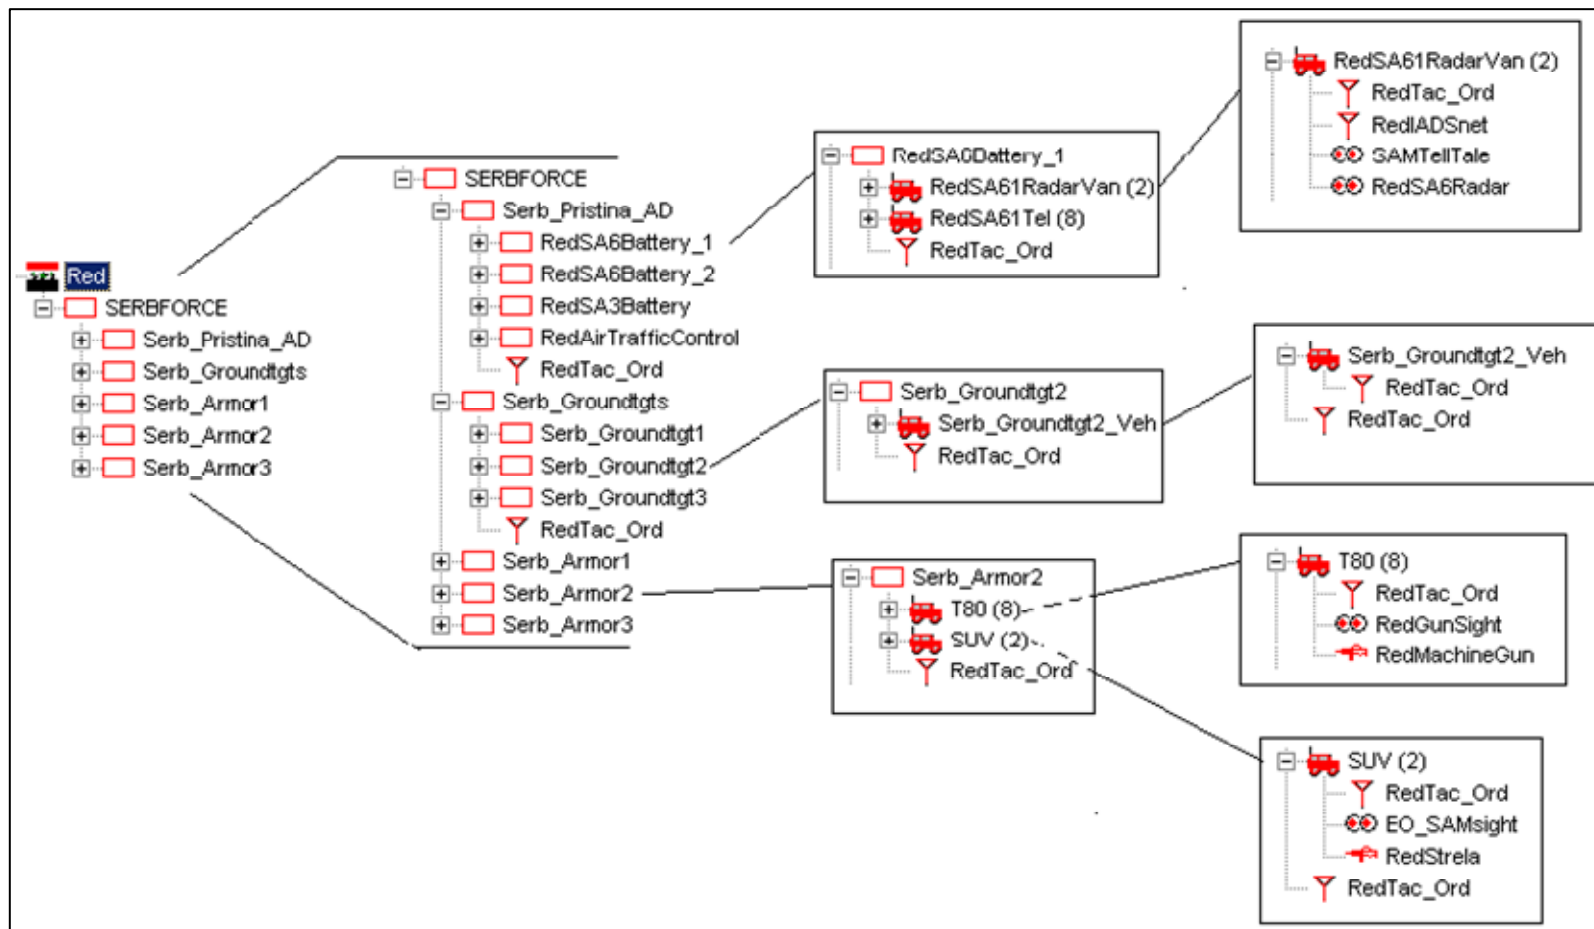 Red
SERBFORCE
Serb_Pristina_AD
Serb_Groundtgts
Serb_Armor1
Serb_Armor2
Serb_Armor3
SERBFORCE
Serb_Pristina_AD
RedSA6Battery_1
RedSA6Battery_2
RedSA3Battery
RedAirTrafficControl
RedTac_Ord
Serb_Groundtgts
Serb_Groundtgt1
Serb_Groundtgt2
Serb_Groundtgt3
RedTac_Ord
Serb_Armor1
Serb_Armor2
Serb_Armor3
RedSA6Battery_1
RedSA61RadarVan (2)
RedSA61Tel (8)
RedTac_Ord
Serb_Groundtgt2
Serb_Groundtgt2_Veh
RedTac_Ord
Serb_Armor2
T80 (8)
SUV (2)
RedTac_Ord
RedSA61RadarVan (2)
RedTac_Ord
RedIADSnet
SAMTellTale
RedSA6Radar
Serb_Groundtgt2_Veh
RedTac_Ord
RedTac_Ord
T80 (8)
RedTac_Ord
RedGunSight
RedMachineGun
SUV (2)
RedTac_Ord
EO_SAMsight
RedStrela
RedTac_Ord